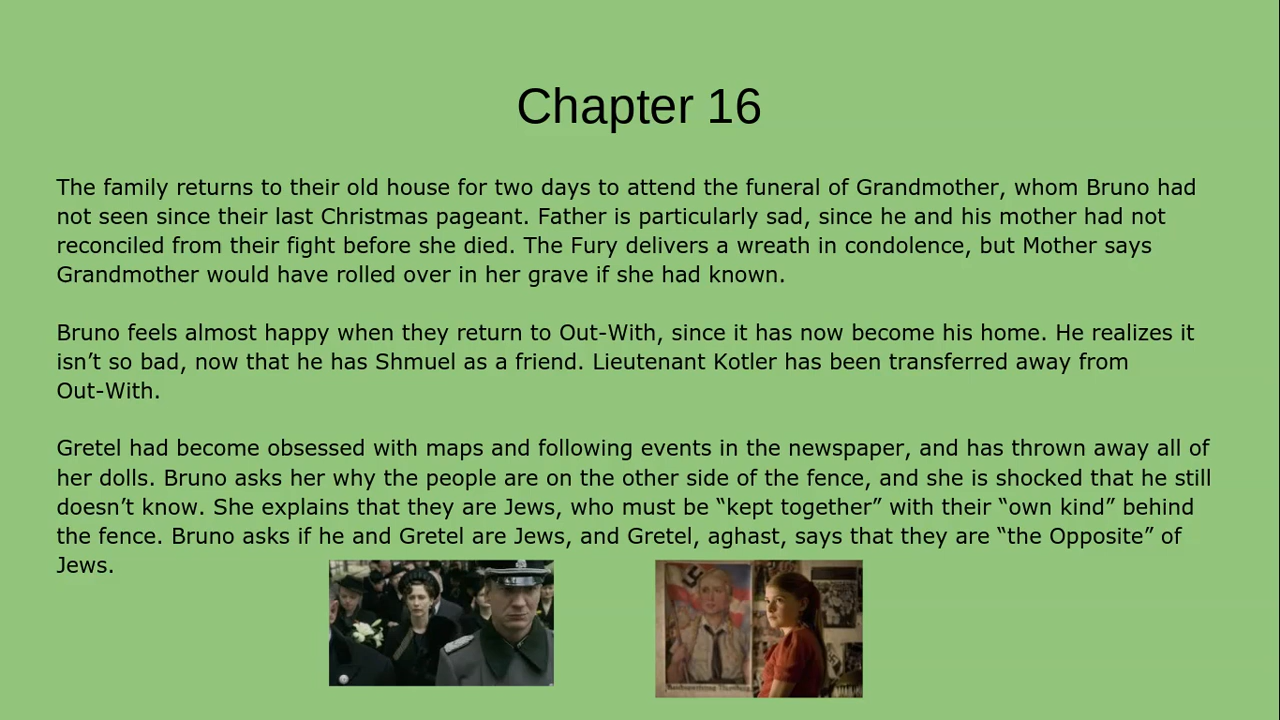 Chapter 16
The family returns to their old house for two days to attend the funeral of Grandmother, whom Bruno had
not seen since their last Christmas pageant. Father is particularly sad, since he and his mother had not
reconciled from their fight before she died. The Fury delivers a wreath in condolence, but Mother says
Grandmother would have rolled over in her grave if she had known.
Bruno feels almost happy when they return to Out-With, since it has now become his home. He realizes it
isn’t so bad, now that he has Shmuel as a friend. Lieutenant Kotler has been transferred away from
Out-With.
Gretel had become obsessed with maps and following events in the newspaper, and has thrown away all of
her dolls. Bruno asks her why the people are on the other side of the fence, and she is shocked that he still
doesn’t know. She explains that they are Jews, who must be “kept together” with their “own kind” behind
the fence. Bruno asks if he and Gretel are Jews, and Gretel, aghast, says that they are “the Opposite” of
Jews.